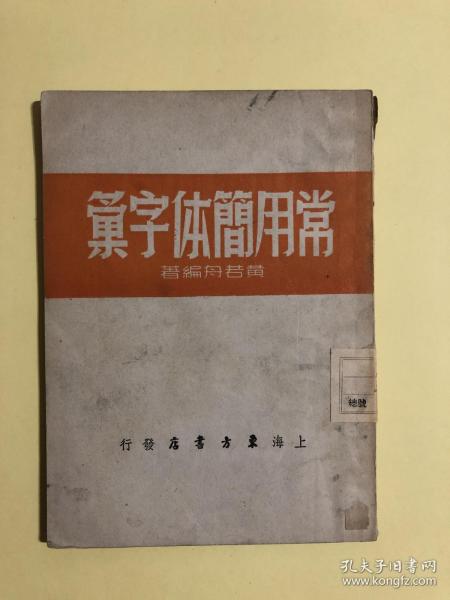 常用簡体字彙
黄若舟編著
總號
上海東方書店發行
孔夫子旧书网
www.kongfz.com